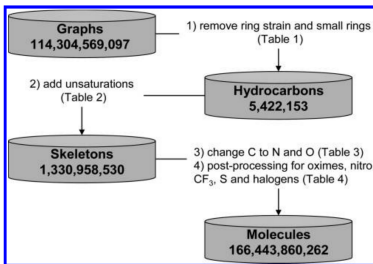 Graphs
114,304,569,097
1) remove ring strain and small rings
(Table 1)
2) add unsaturations
(Table 2)
Hydrocarbons
5,422,153
Skeletons
1,330,958,530
3) change C to N and O (Table 3)
4) post-processing for oximes, nitro
CF₃, S and halogens (Table 4)
Molecules
166,443,860,262